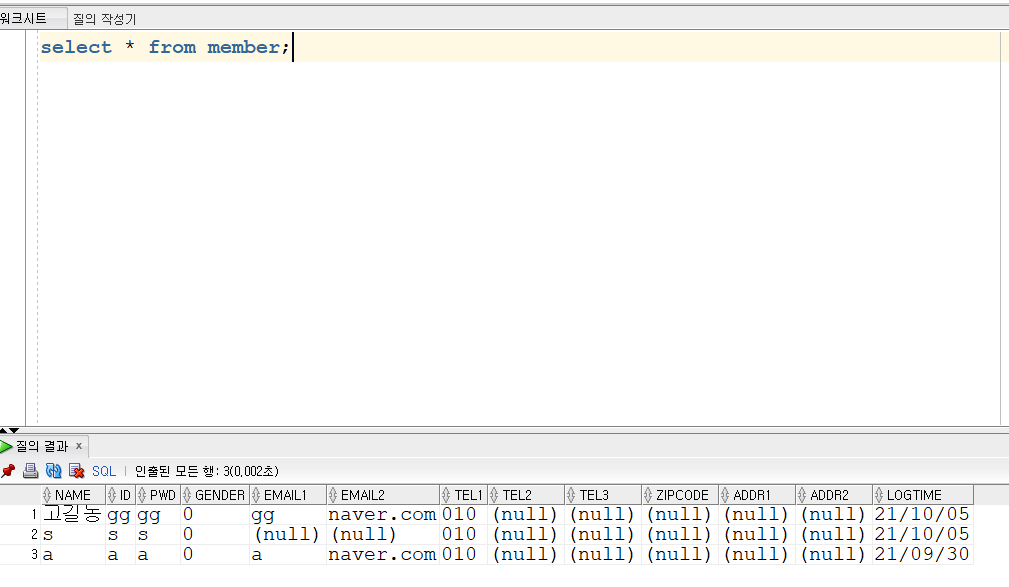 워크시트 질의 작성기
select * from member;
질의 결과 x
SQL 인출된 모든 행: 3(0,002초)
NAME ID PWD GENDER EMAIL1 EMAIL2 TEL1 TEL2 TEL3 ZIPCODE ADDR1 ADDR2 LOGTIME
1 고길동 gg gg 0 gg naver.com 010 (null) (null) (null) (null) (null) 21/10/05
2 s s s 0 (null) (null) 010 (null) (null) (null) (null) (null) 21/10/05
3 a a a 0 a naver.com 010 (null) (null) (null) (null) (null) 21/09/30